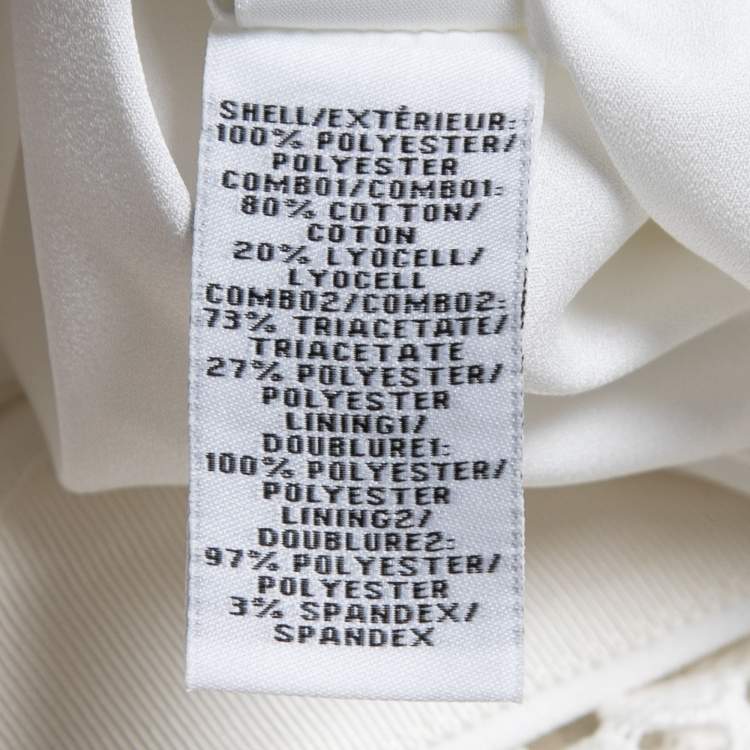 SHELL/EXTÉRIEUR:
100% POLYESTER/
POLYESTER
COMBO1/COMBO1:
80% COTTON/
COTON
20% LYOCELL/
LYOCELL
COMBO2/COMBO2:
73% TRIACETATE/
TRIACETATE
27% POLYESTER/
POLYESTER
LINING1/
DOUBLURE1:
100% POLYESTER/
POLYESTER
LINING2/
DOUBLURE2:
97% POLYESTER/
POLYESTER
3% SPANDEX/
SPANDEX